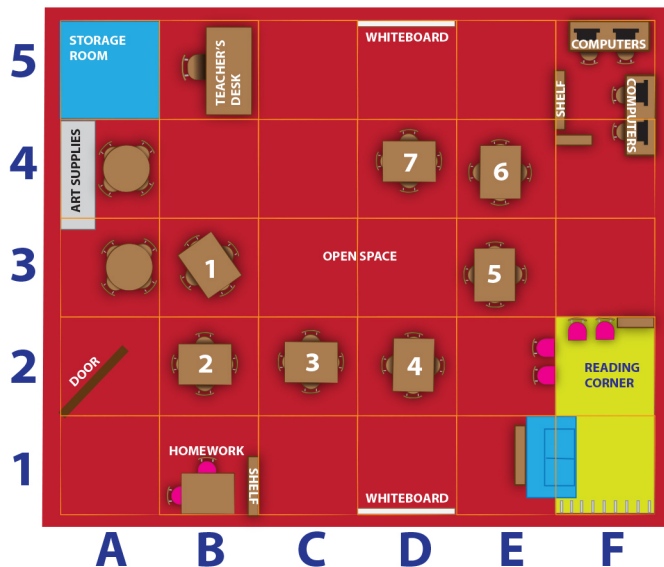 5
STORAGE
ROOM
TEACHER'S
DESK
WHITEBOARD
COMPUTERS
SHELF
COMPUTERS
4
ART SUPPLIES
7
6
3
1
OPEN SPACE
5
2
DOOR
2
3
4
READING
CORNER
1
HOMEWORK
SHELF
WHITEBOARD
A B C D E F